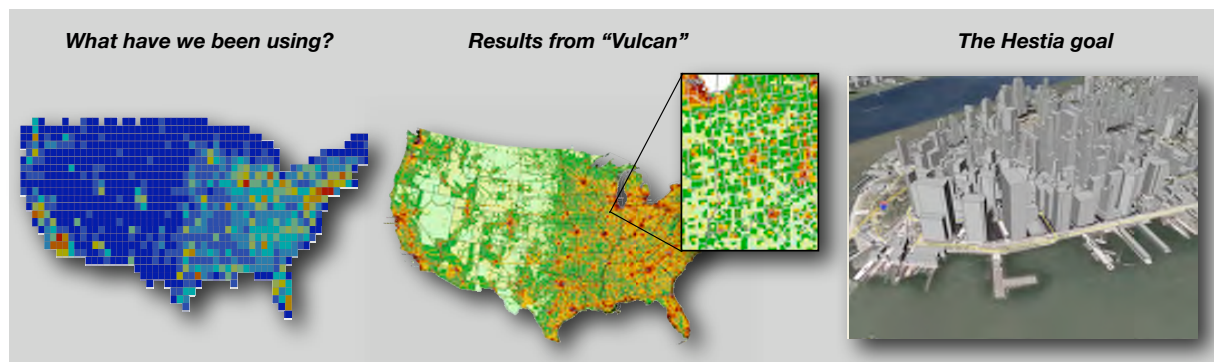 What have we been using?
Results from “Vulcan”
The Hestia goal